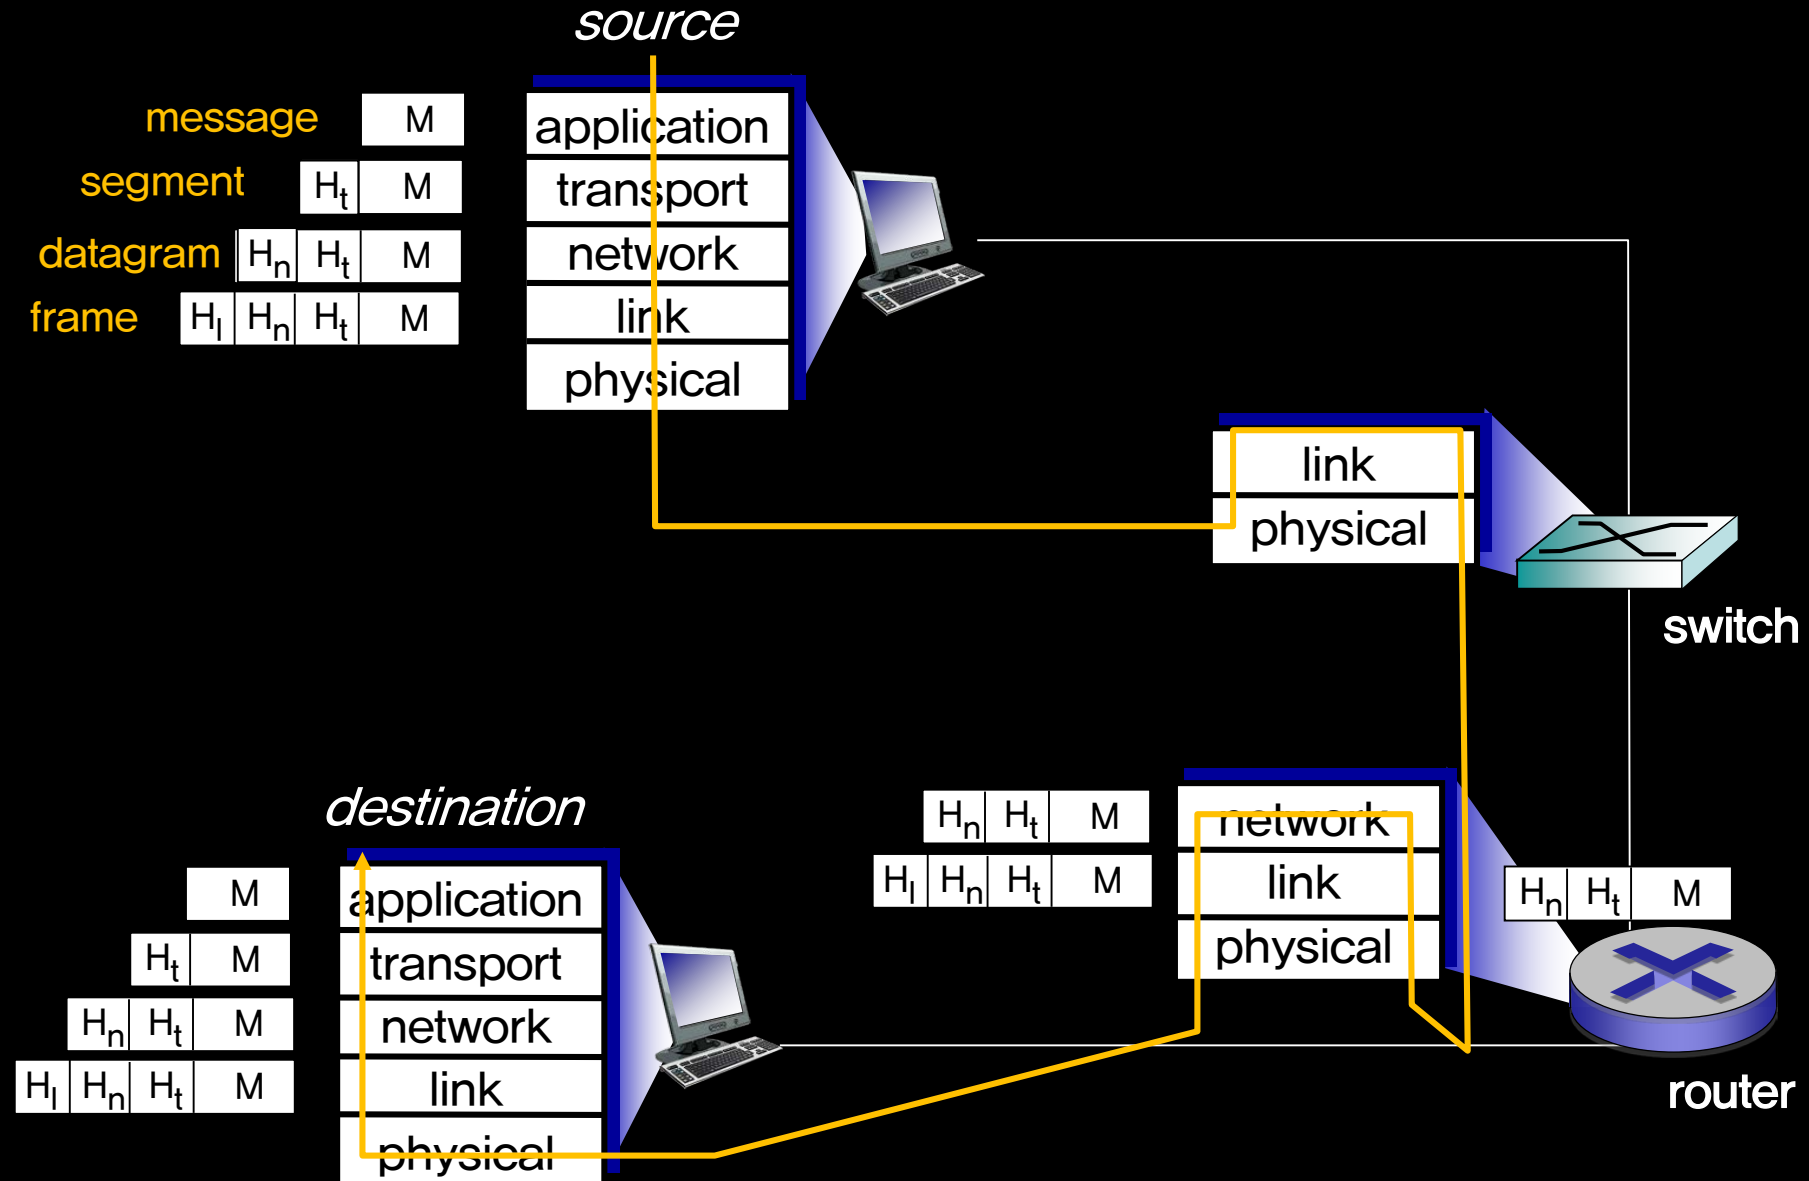 source
message M application
segment Ht M transport
datagram Hn Ht M network
frame Hl Hn Ht M link
physical
link
physical
switch
destination
Hn Ht M network
Hl Hn Ht M link
Hn Ht M
physical
M application
Ht M transport
Hn Ht M network
Hl Hn Ht M link
physical
router